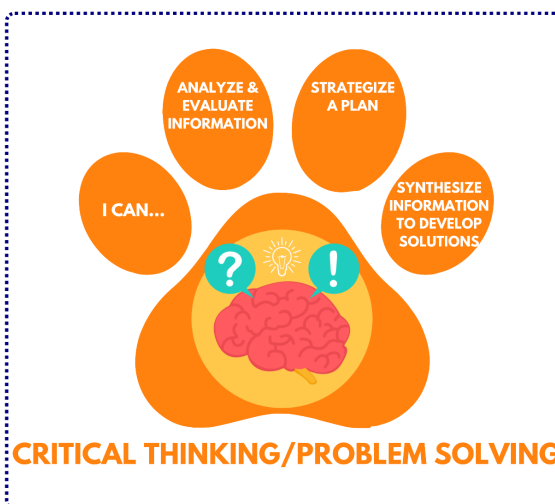 I CAN...
ANALYZE &
EVALUATE
INFORMATION
STRATEGIZE
A PLAN
SYNTHESIZE
INFORMATION
TO DEVELOP
SOLUTIONS
?
!
CRITICAL THINKING/PROBLEM SOLVING